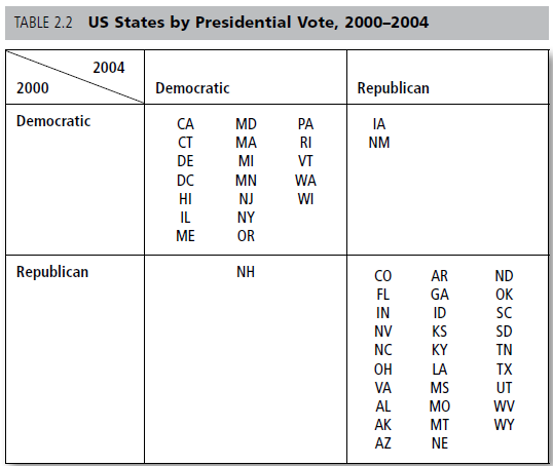 TABLE 2.2 US States by Presidential Vote, 2000–2004
2004
2000
Democratic
Republican
Democratic
CA MD PA
CT MA RI
DE MI VT
DC MN WA
HI NJ WI
IL NY
ME OR
IA
NM
Republican
NH
CO AR ND
FL GA OK
IN ID SC
NV KS SD
NC KY TN
OH LA TX
VA MS UT
AL MO WV
AK MT WY
AZ NE